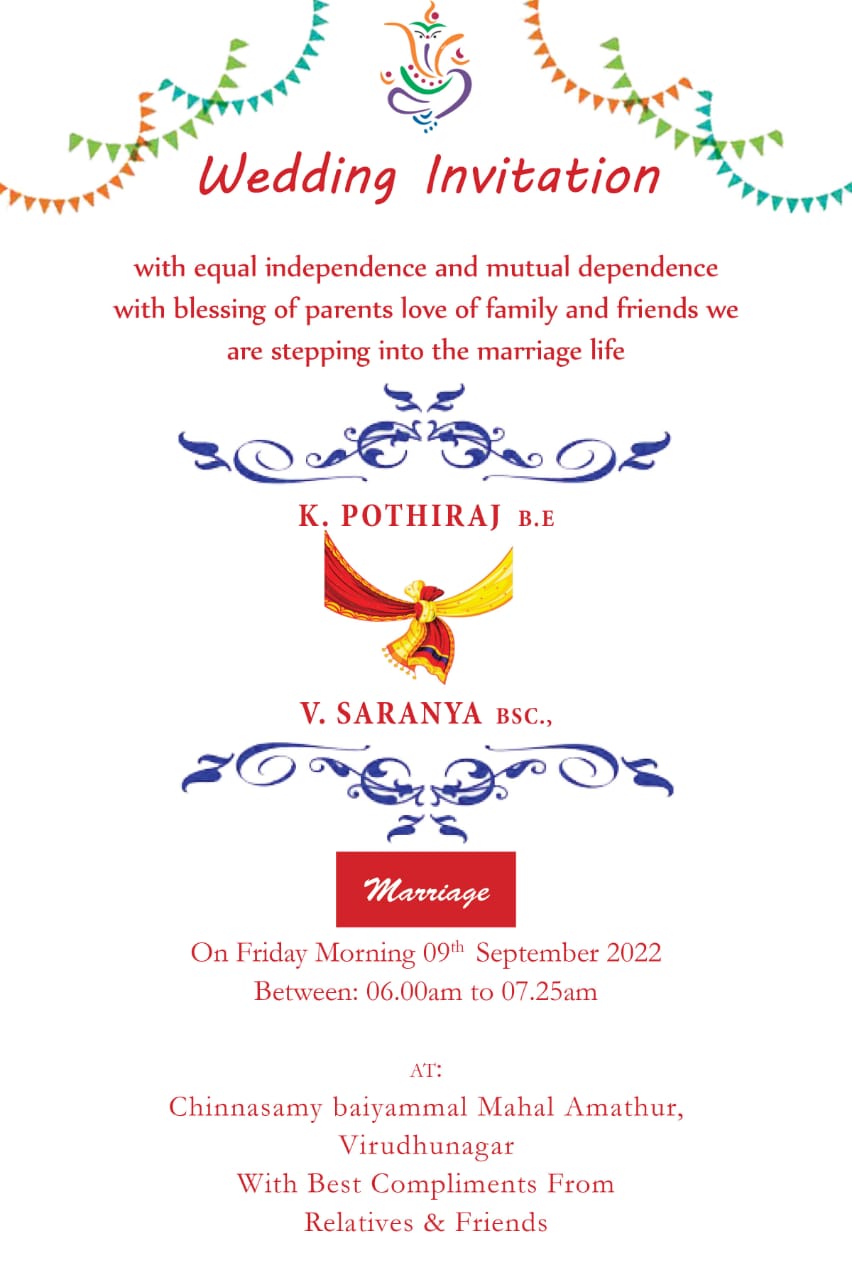 Wedding Invitation
with equal independence and mutual dependence
with blessing of parents love of family and friends we
are stepping into the marriage life
K. POTHIRAJ B.E
V. SARANYA BSC.,
Marriage
On Friday Morning 09th September 2022
Between: 06.00am to 07.25am
AT:
Chinnasamy baiyammal Mahal Amathur,
Virudhunagar
With Best Compliments From
Relatives & Friends